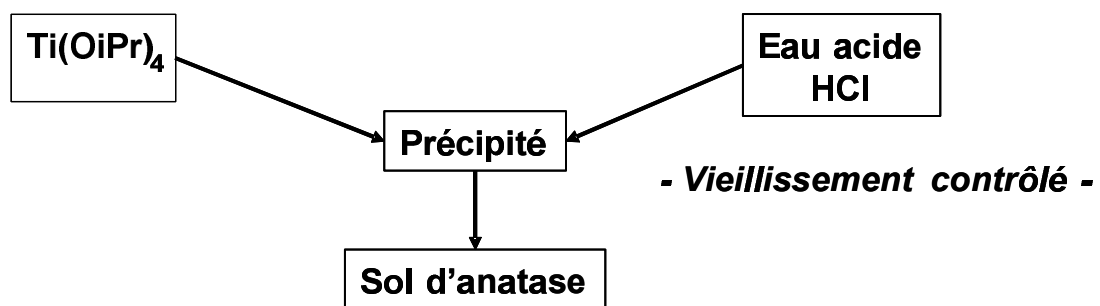 Ti(OiPr)4
Eau acide
HCl
Précipité
- Vieillissement contrôlé -
Sol d'anatase